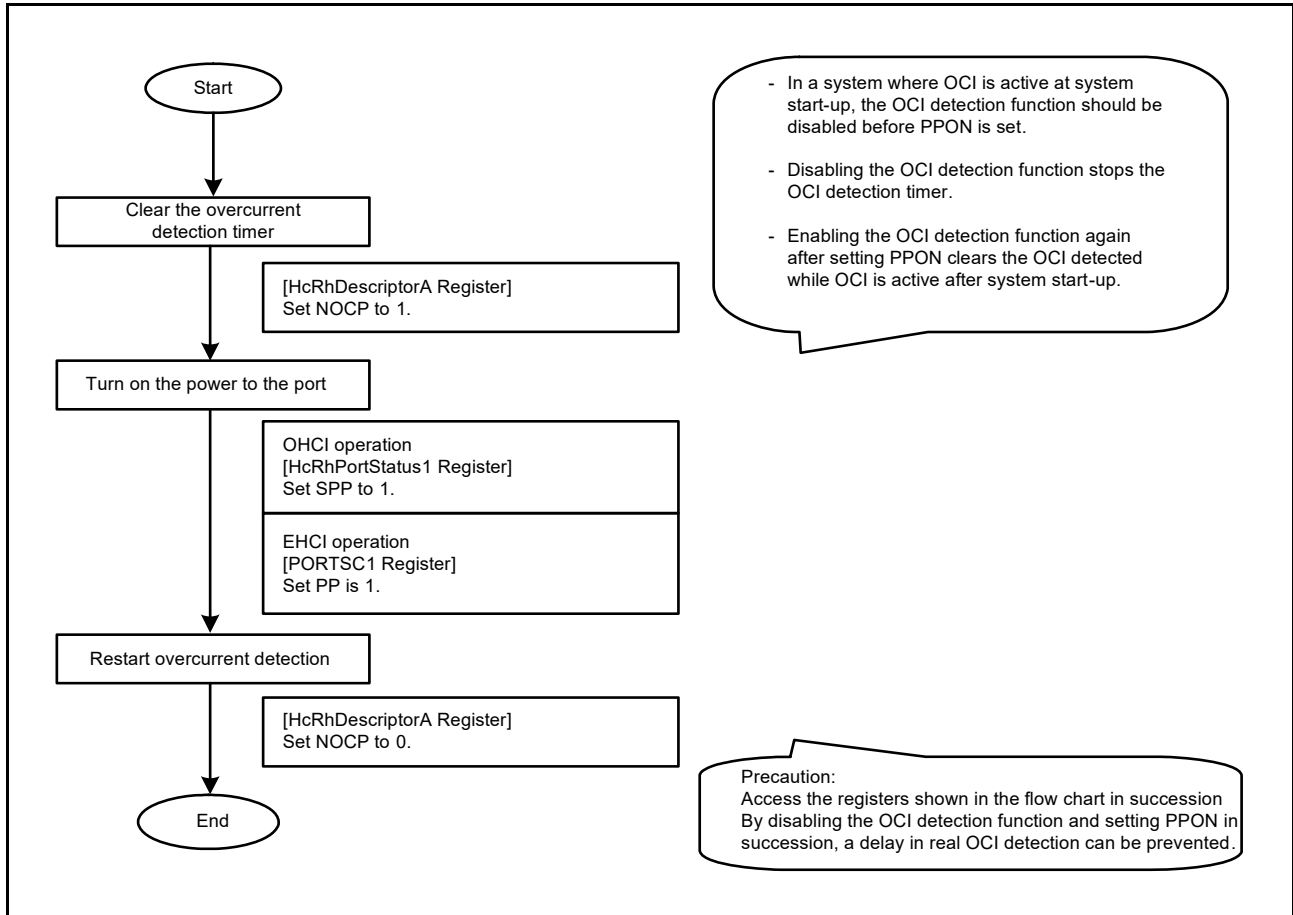 Start
Clear the overcurrent
detection timer
[HcRhDescriptorA Register]
Set NOCP to 1.
Turn on the power to the port
OHCI operation
[HcRhPortStatus1 Register]
Set SPP to 1.
EHCI operation
[PORTSC1 Register]
Set PP is 1.
Restart overcurrent detection
[HcRhDescriptorA Register]
Set NOCP to 0.
End
- In a system where OCI is active at system
start-up, the OCI detection function should be
disabled before PPON is set.
- Disabling the OCI detection function stops the
OCI detection timer.
- Enabling the OCI detection function again
after setting PPON clears the OCI detected
while OCI is active after system start-up.
Precaution:
Access the registers shown in the flow chart in succession
By disabling the OCI detection function and setting PPON in
succession, a delay in real OCI detection can be prevented.